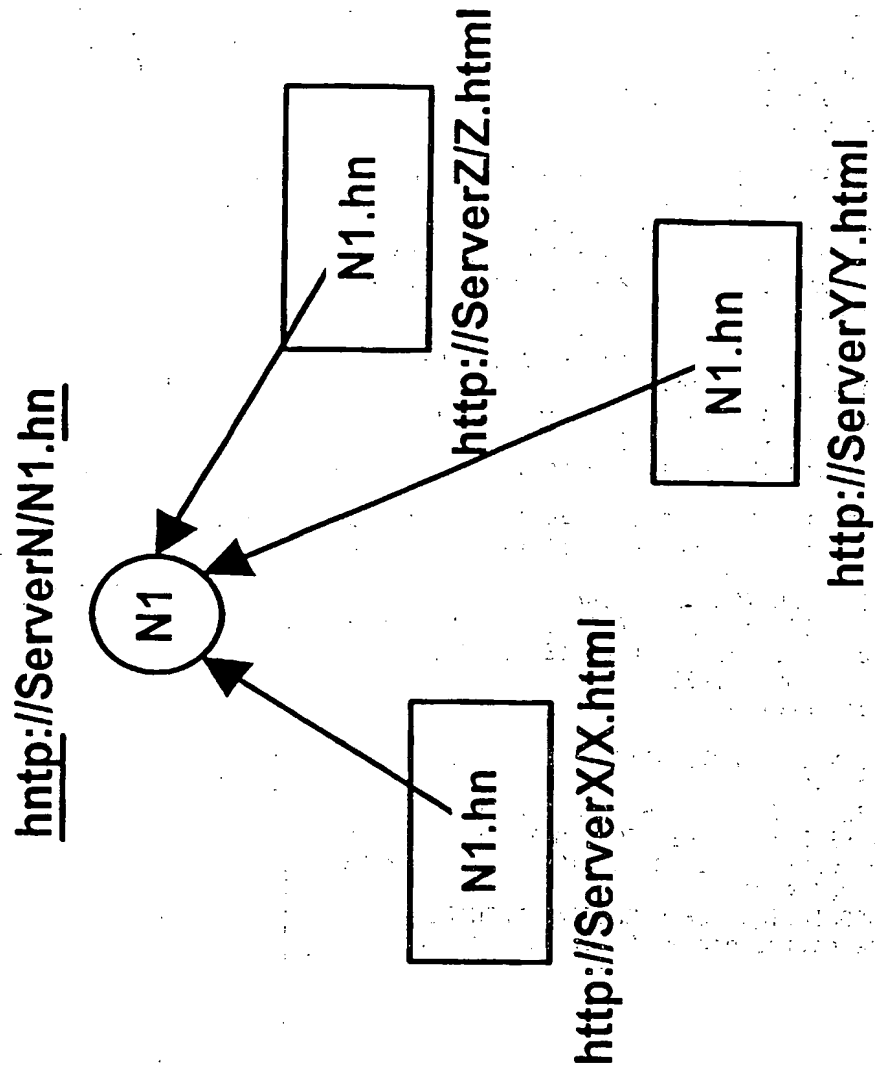 hntp://ServerN/N1.hn
N1
N1.hn
http://ServerZ/Z.html
N1.hn
http://ServerX/X.html
N1.hn
http://ServerY/Y.html